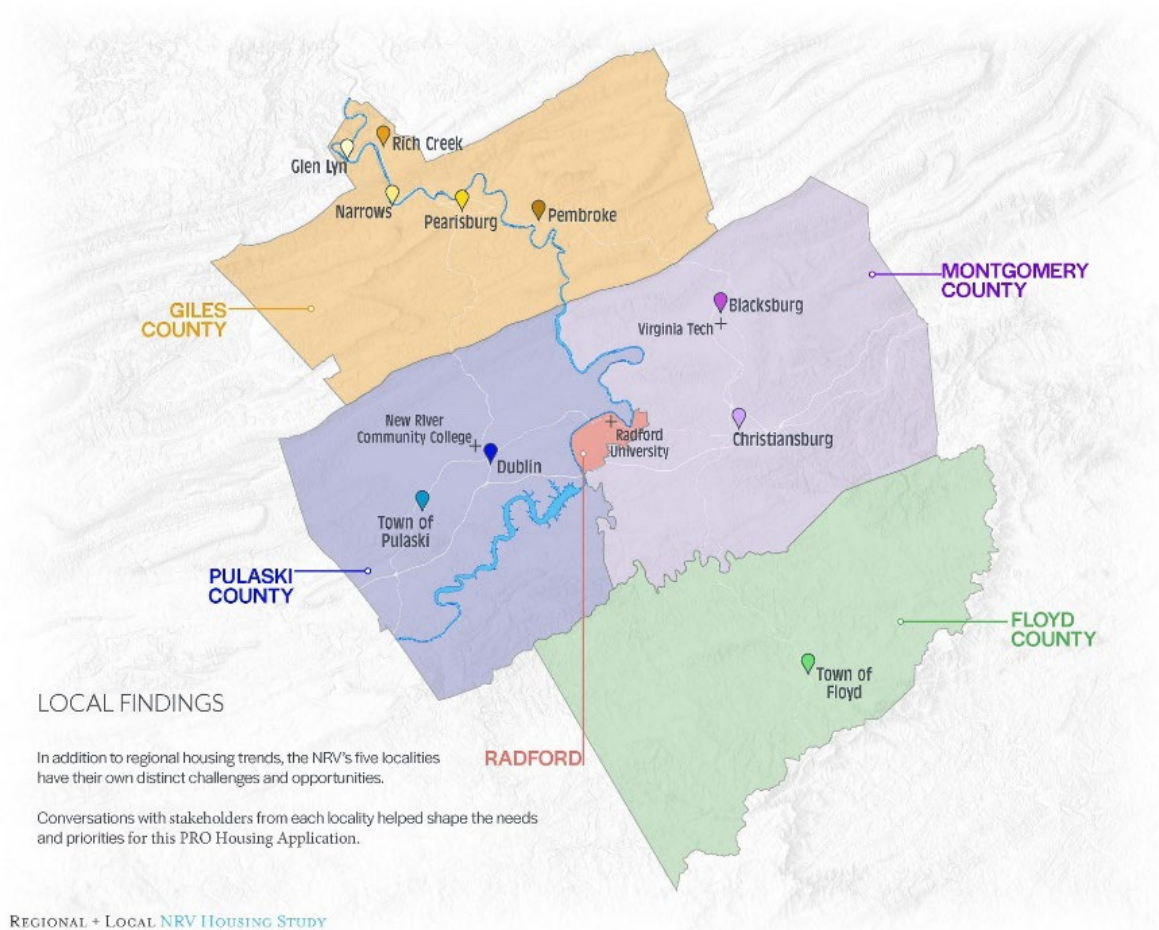 Rich Creek
Glen Lyn
Narrows
Pearisburg
Pembroke
GILES
COUNTY
MONTGOMERY
COUNTY
Blacksburg
Virginia Tech
New River
Community College
Radford
University
Christiansburg
Dublin
Town of
Pulaski
PULASKI
COUNTY
FLOYD
COUNTY
Town of
Floyd
RADFORD
LOCAL FINDINGS
In addition to regional housing trends, the NRV's five localities
have their own distinct challenges and opportunities.
Conversations with stakeholders from each locality helped shape the needs
and priorities for this PRO Housing Application.
REGIONAL + LOCAL NRV HOUSING STUDY